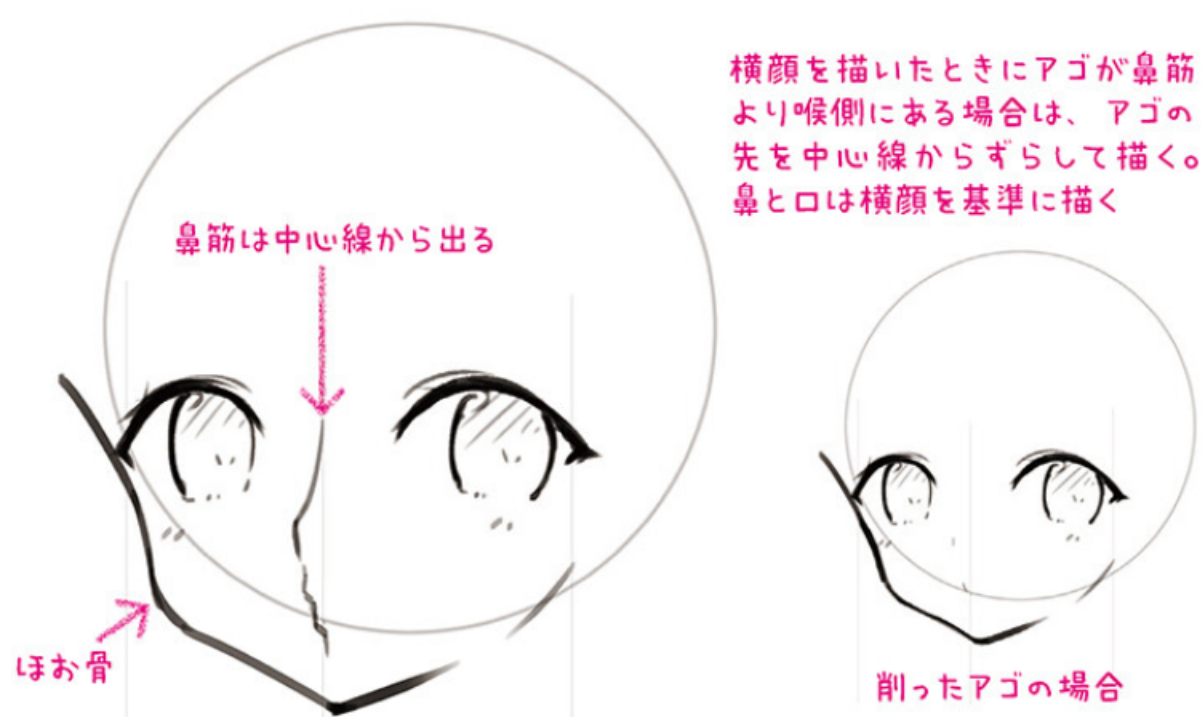 横顔を描いたときにアゴが鼻筋
より喉側にある場合は、アゴの
先を中心線からずらして描く。
鼻と口は横顔を基準に描く
鼻筋は中心線から出る
ほお骨
削ったアゴの場合